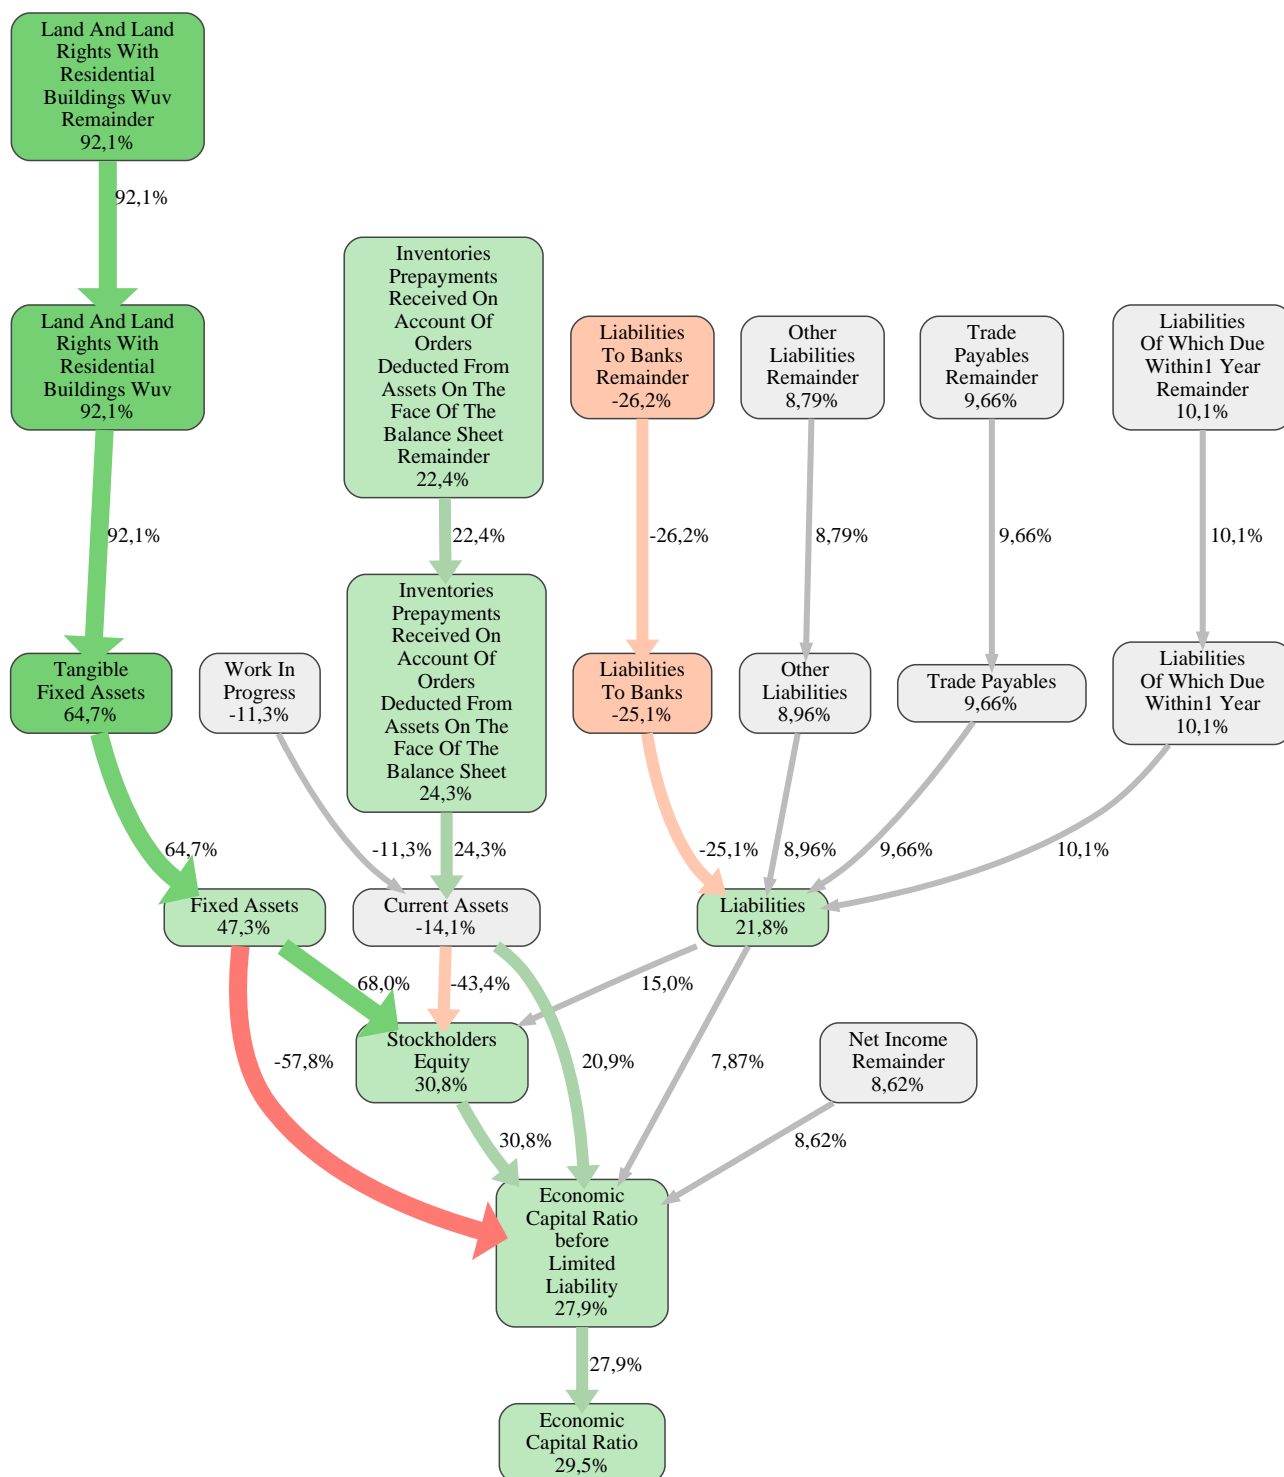 Land And Land
Rights With
Residential
Buildings Wuv
Remainder
92,1%
92,1%
Land And Land
Rights With
Residential
Buildings Wuv
92,1%
Inventories
Prepayments
Received On
Account Of
Orders
Deducted From
Assets On The
Face Of The
Balance Sheet
Remainder
22,4%
Liabilities
To Banks
Remainder
-26,2%
Other
Liabilities
Remainder
8,79%
Trade
Payables
Remainder
9,66%
Liabilities
Of Which Due
Within1 Year
Remainder
10,1%
92,1%
22,4%
-26,2%
8,79%
9,66%
10,1%
Tangible
Fixed Assets
64,7%
Work In
Progress
-11,3%
Inventories
Prepayments
Received On
Account Of
Orders
Deducted From
Assets On The
Face Of The
Balance Sheet
24,3%
Liabilities
To Banks
-25,1%
Other
Liabilities
8,96%
Trade Payables
9,66%
Liabilities
Of Which Due
Within1 Year
10,1%
64,7%
-11,3%
24,3%
-25,1%
8,96%
9,66%
10,1%
Fixed Assets
47,3%
Current Assets
-14,1%
Liabilities
21,8%
68,0%
-43,4%
15,0%
-57,8%
Stockholders
Equity
30,8%
20,9%
7,87%
Net Income
Remainder
8,62%
30,8%
8,62%
Economic
Capital Ratio
before
Limited
Liability
27,9%
27,9%
Economic
Capital Ratio
29,5%